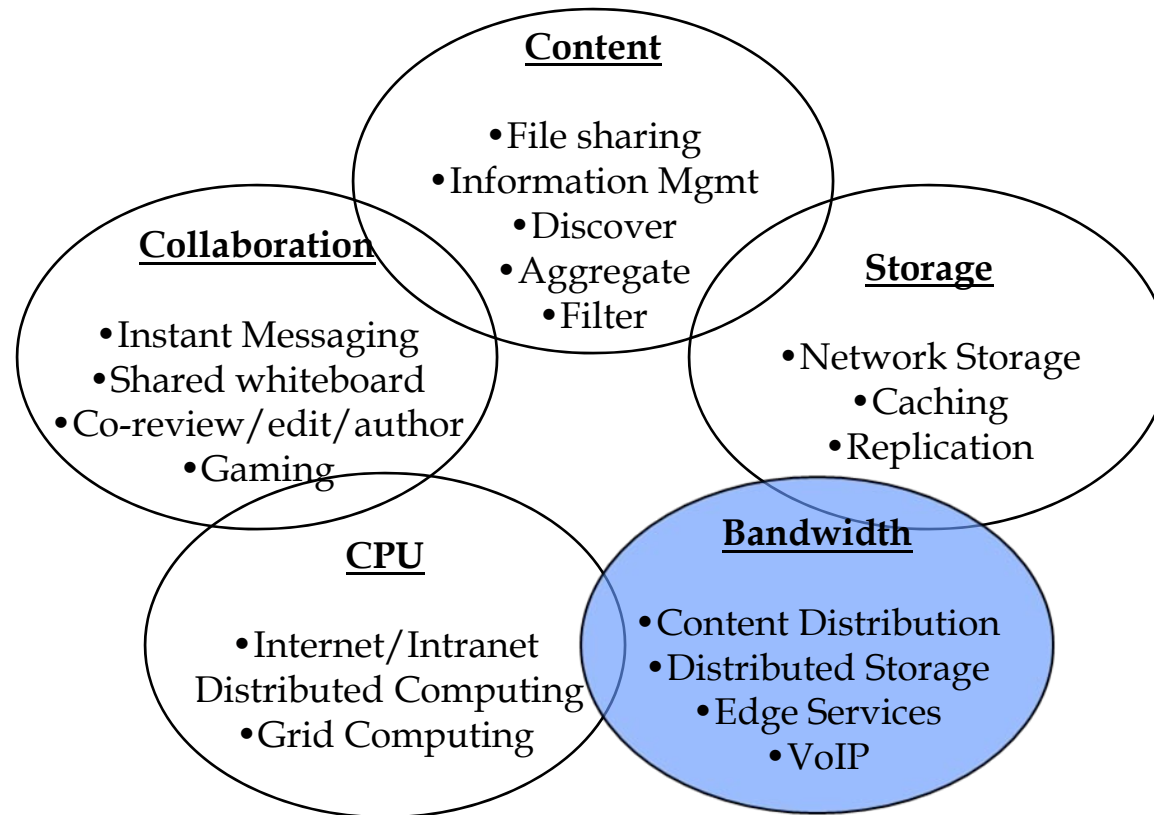 Content
•File sharing
•Information Mgmt
•Discover
•Aggregate
•Filter
Collaboration
•Instant Messaging
•Shared whiteboard
•Co-review/edit/author
•Gaming
Storage
•Network Storage
•Caching
•Replication
CPU
•Internet/Intranet
Distributed Computing
•Grid Computing
Bandwidth
•Content Distribution
•Distributed Storage
•Edge Services
•VoIP